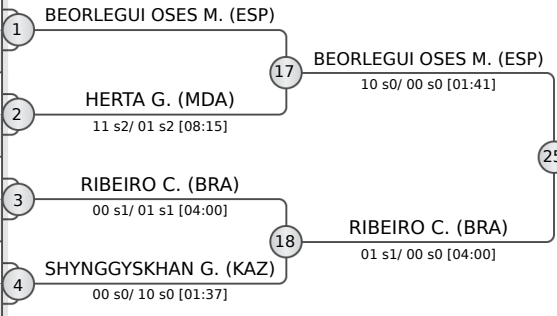 BEORLEGUI OSES M. (ESP)
1
BEORLEGUI OSES M. (ESP)
17
10 s0/ 00 s0 [01:41]
HERTA G. (MDA)
2
11 s2/ 01 s2 [08:15]
25
RIBEIRO C. (BRA)
3
00 s1/ 01 s1 [04:00]
RIBEIRO C. (BRA)
18
01 s1/ 00 s0 [04:00]
SHYNGGYSKHAN G. (KAZ)
4
00 s0/ 10 s0 [01:37]